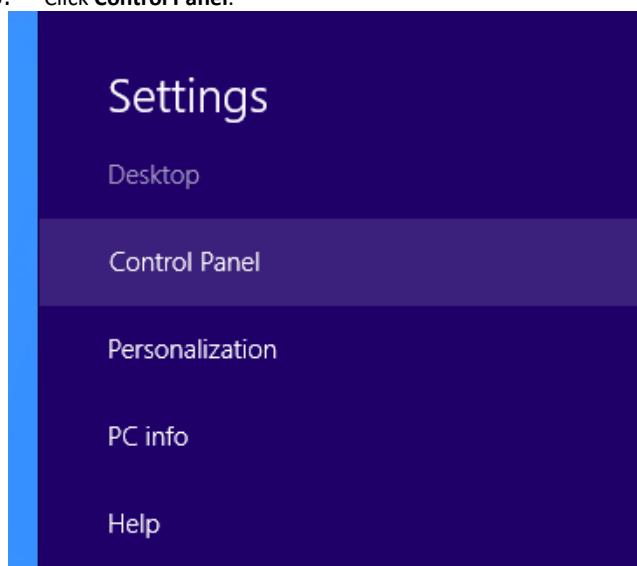 Click Control Panel.
Settings
Desktop
Control Panel
Personalization
PC info
Help